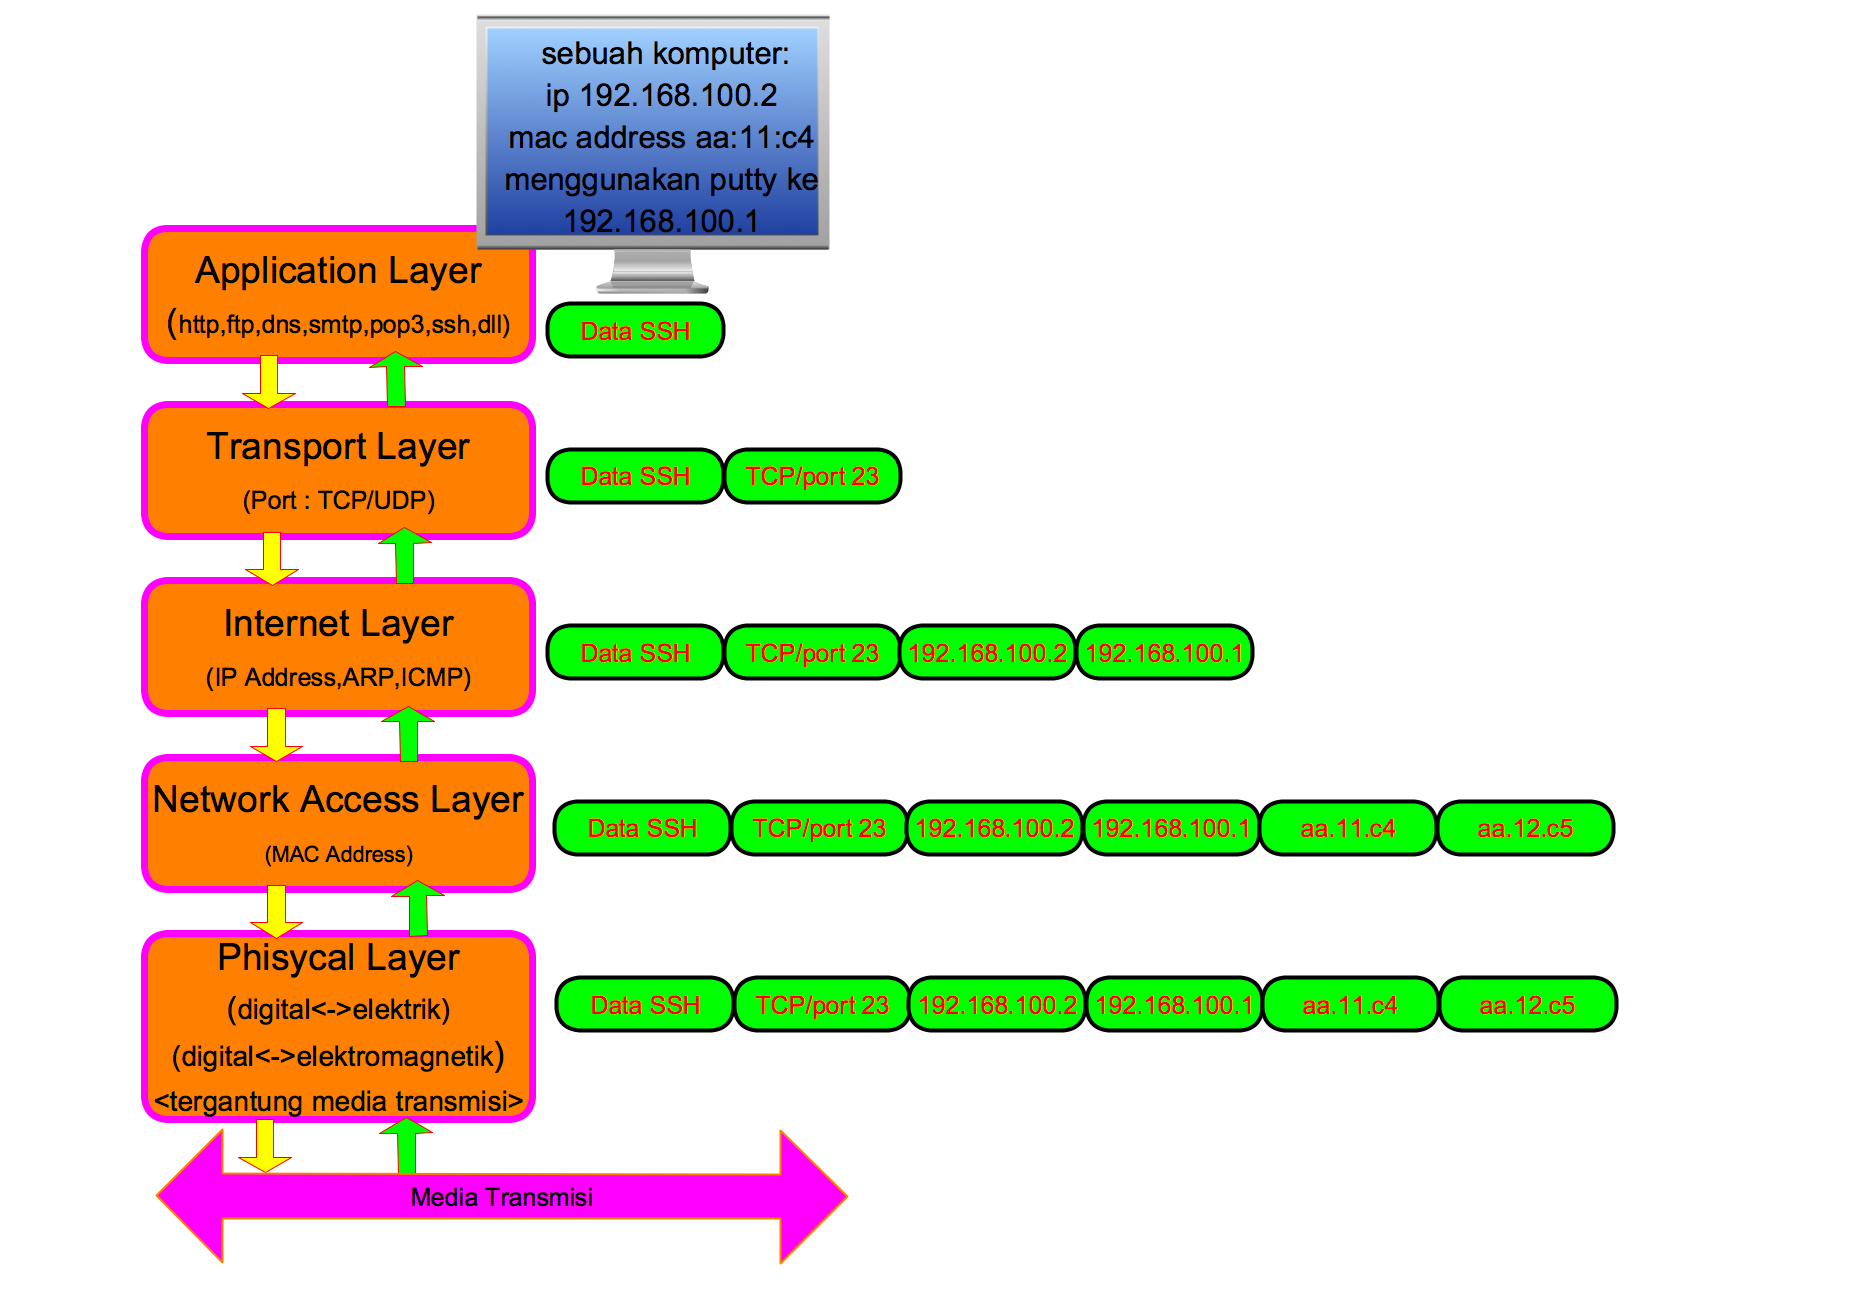 sebuah komputer:
ip 192.168.100.2
mac address aa:11:c4
menggunakan putty ke
192.168.100.1
Application Layer
(http,ftp,dns,smtp,pop3,ssh,dll)
Data SSH
Transport Layer
(Port : TCP/UDP)
Data SSH TCP/port 23
Internet Layer
(IP Address,ARP,ICMP)
Data SSH TCP/port 23 192.168.100.2 192.168.100.1
Network Access Layer
(MAC Address)
Data SSH TCP/port 23 192.168.100.2 192.168.100.1 aa.11.c4 aa.12.c5
Phisycal Layer
(digital<->elektrik)
(digital<->elektromagnetik)
<tergantung media transmisi>
Data SSH TCP/port 23 192.168.100.2 192.168.100.1 aa.11.c4 aa.12.c5
Media Transmisi